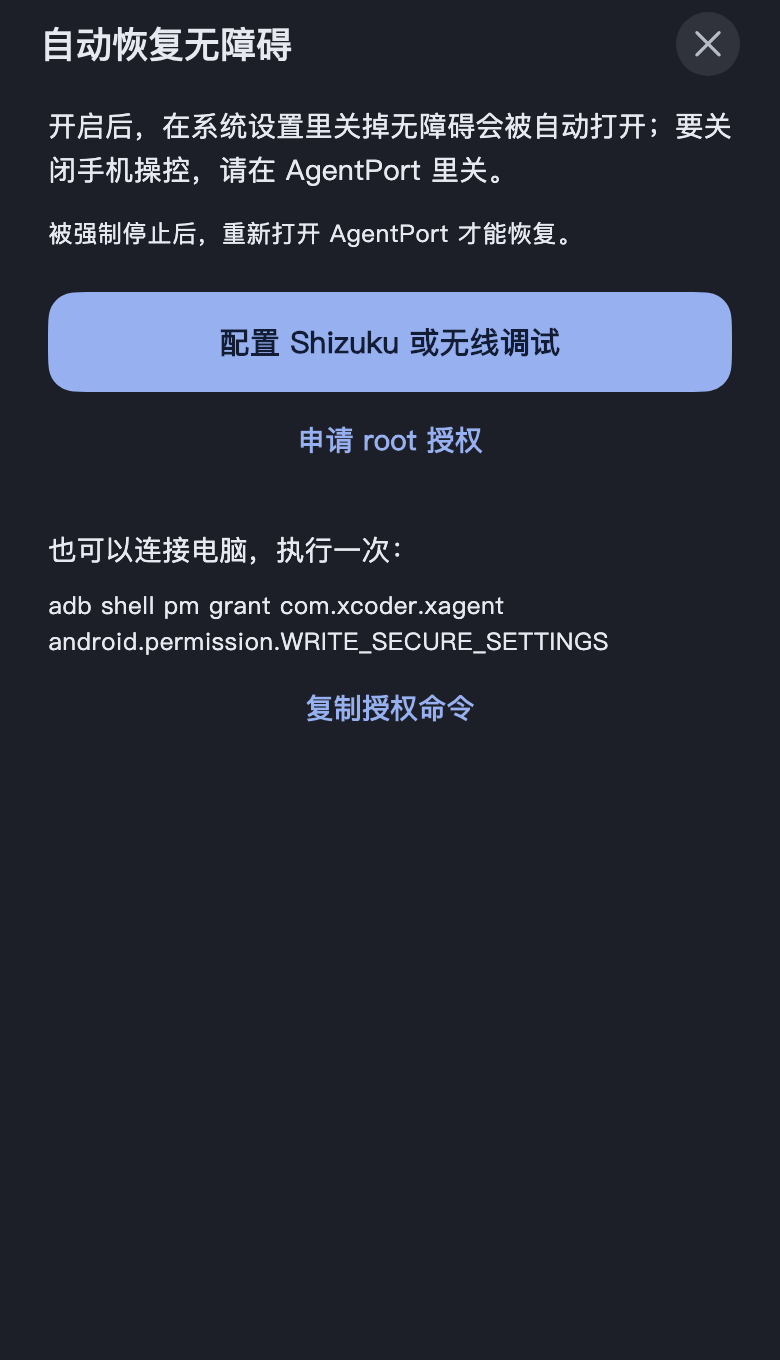 自动恢复无障碍
开启后，在系统设置里关掉无障碍会被自动打开；要关
闭手机操控，请在 AgentPort 里关。
被强制停止后，重新打开 AgentPort 才能恢复。
配置 Shizuku 或无线调试
申请 root 授权
也可以连接电脑，执行一次：
adb shell pm grant com.xcoder.xagent
android.permission.WRITE_SECURE_SETTINGS
复制授权命令